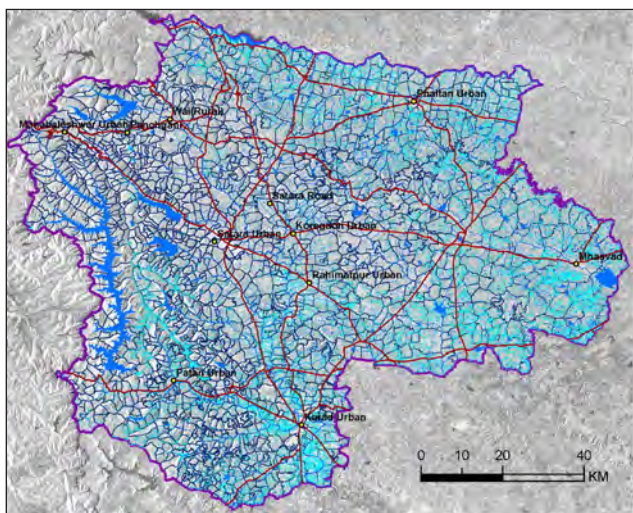 Phaltan Urban
Wai(Rural)
Mahabaleshwar Urban Panchgani
Satara Road
Koregaon Urban
Satara Urban
Mhasvad
Rahimatpur Urban
Patan Urban
Karad Urban
0 10 20 40
KM